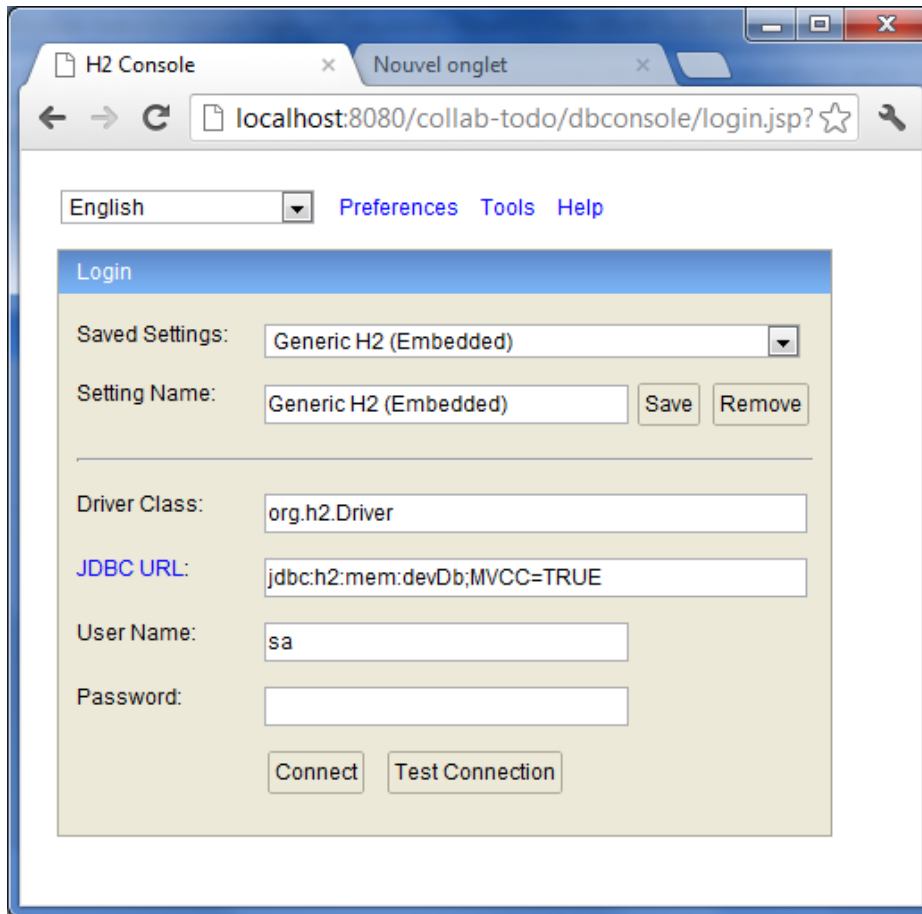 H2 Console
Nouvel onglet
localhost:8080/collab-todo/dbconsole/login.jsp?
English Preferences Tools Help
Login
Saved Settings: Generic H2 (Embedded)
Setting Name: Generic H2 (Embedded) Save Remove
Driver Class: org.h2.Driver
JDBC URL: jdbc:h2:mem:devDb;MVCC=TRUE
User Name: sa
Password:
Connect Test Connection